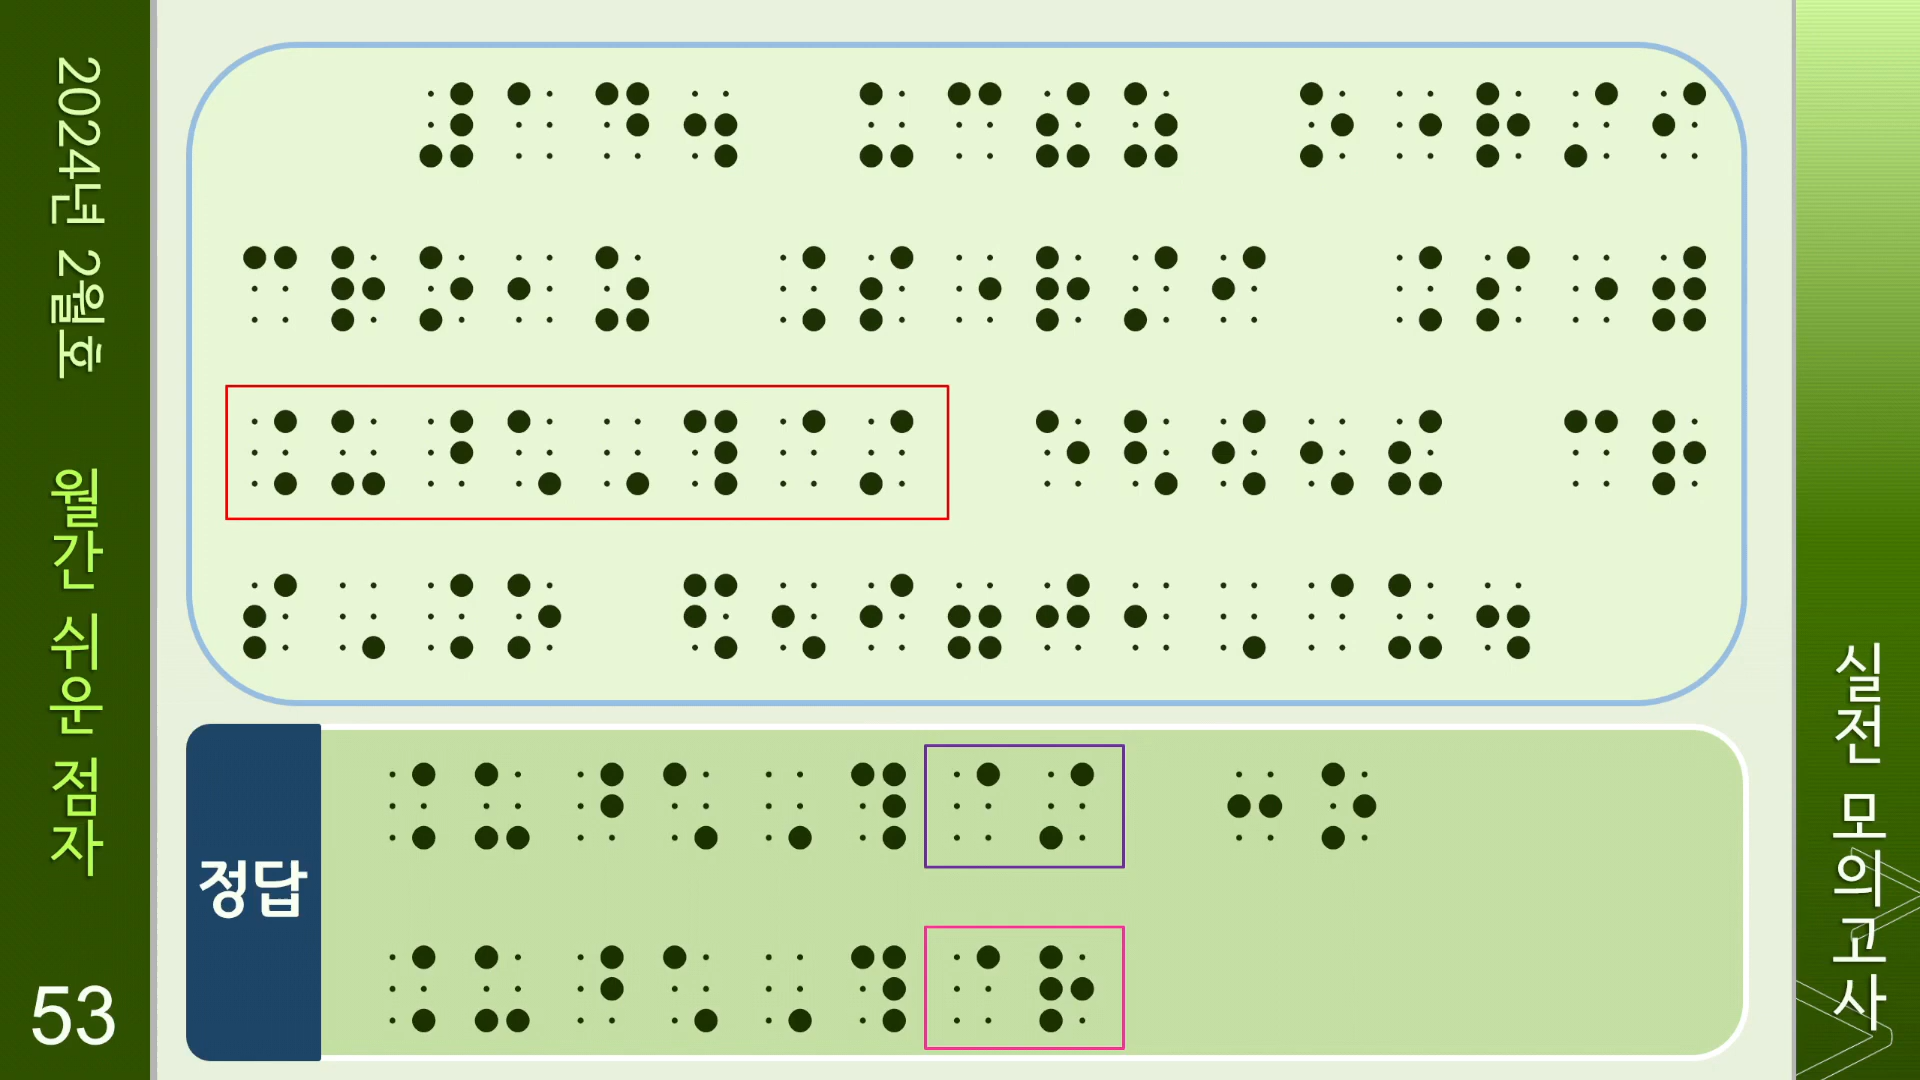 2024년 2월호 월간 쉬운 점자
53
⠼⠁⠙⠲ ⠥⠉⠮⠵ ⠕⠐⠗⠌⠊
⠉⠗⠕⠂⠵ ⠨⠎⠐⠗⠌⠊ ⠨⠎⠐⠾
⠨⠥⠘⠡⠠⠹⠈⠌ ⠑⠣⠪⠢⠮ ⠉⠗
⠎⠠⠨⠕ ⠫⠢⠊⠶⠚⠂⠠⠈⠥⠲
정답
⠨⠥⠘⠡⠠⠹⠈⠌ ⠒⠕
⠨⠥⠘⠡⠠⠹⠈⠗
실전 모의고사